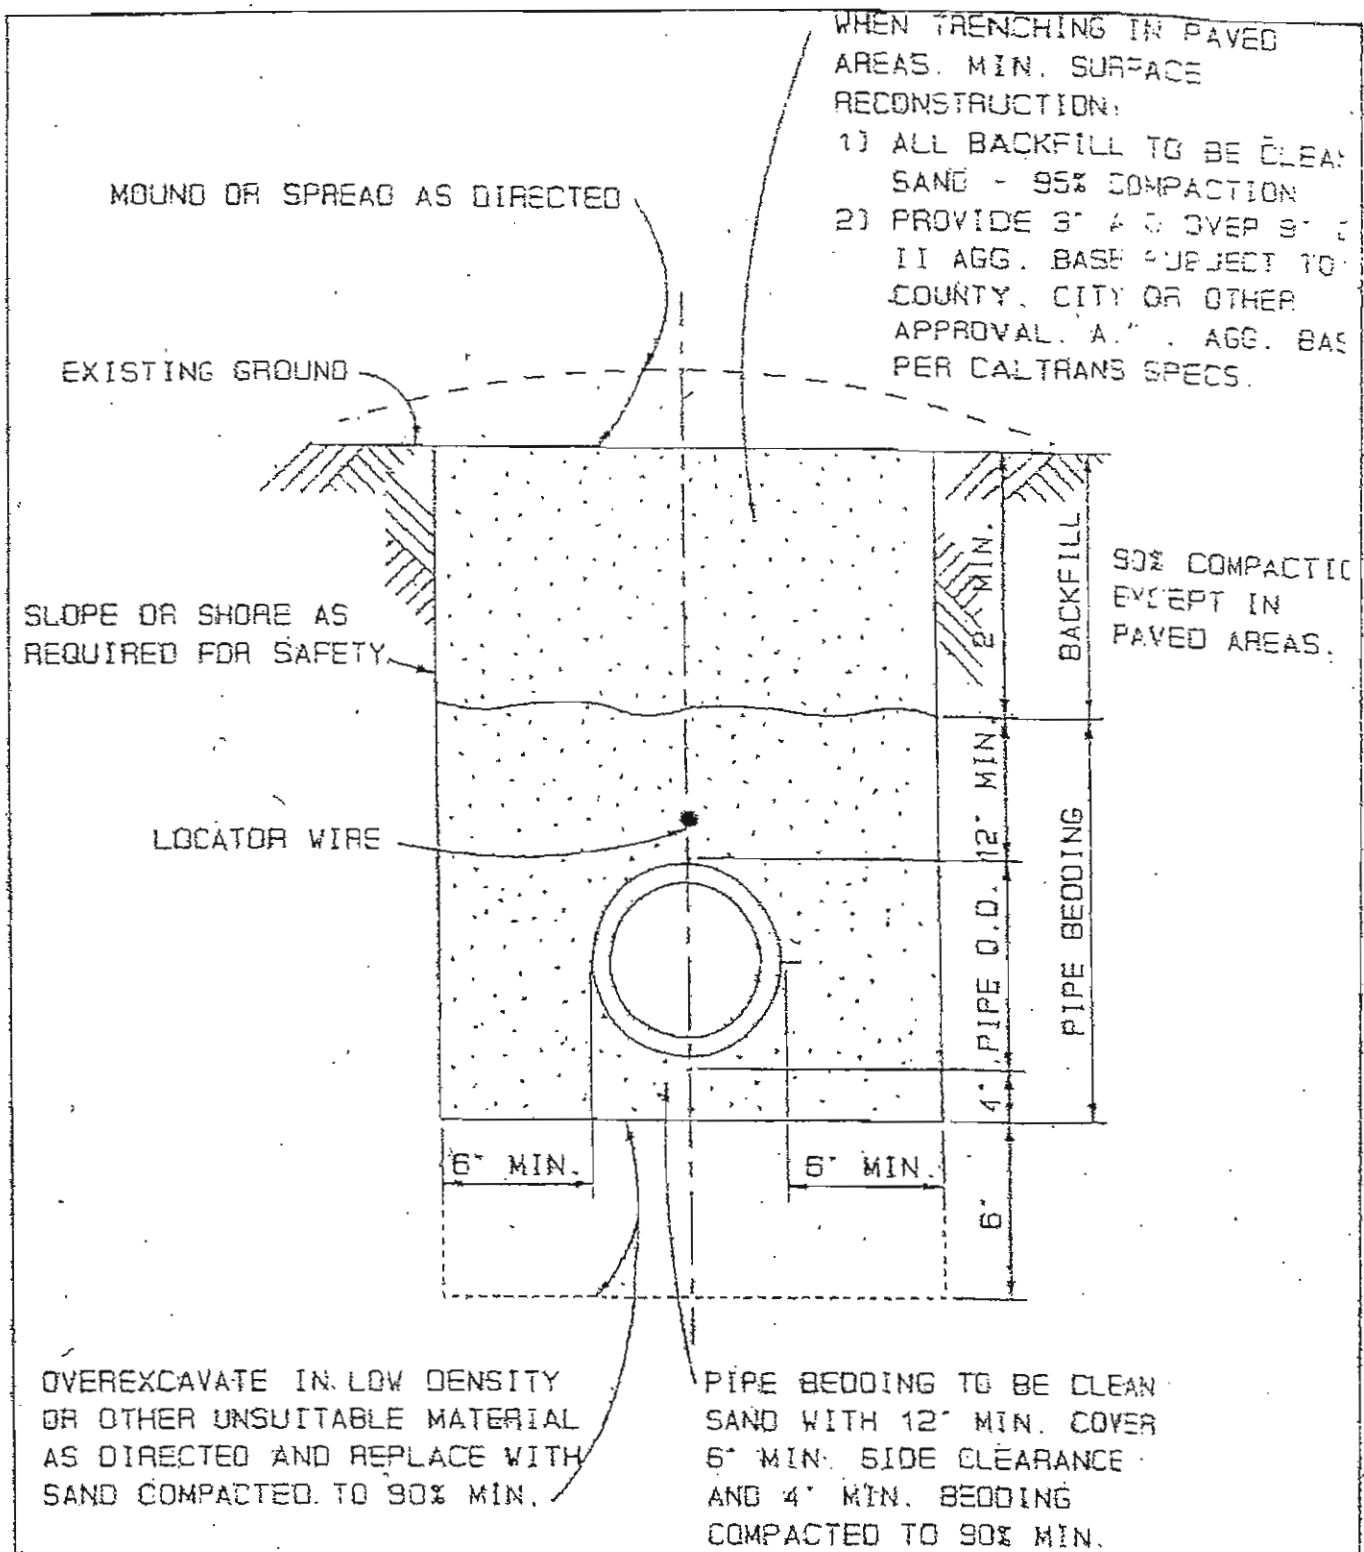 WHEN TRENCHING IN PAVED
AREAS. MIN. SURFACE
RECONSTRUCTION:
1) ALL BACKFILL TO BE
SAND - 95% COMPACTION
2) PROVIDE 3" OVER
II AGG. BASE SUBJECT TO
COUNTY, CITY OR OTHER
APPROVAL. AGG.
PER CALTRANS SPECS.
MOUND OR SPREAD AS DIRECTED
EXISTING GROUND
SLOPE OR SHORE AS
REQUIRED FOR SAFETY
2' MIN.
BACKFILL
90%
EXCEPT IN
PAVED AREAS.
LOCATOR WIRE
12" MIN.
PIPE O.D.
4"
PIPE BEDDING
6" MIN.
6" MIN.
6"
OVEREXCAVATE IN LOW DENSITY
OR OTHER UNSUITABLE MATERIAL
AS DIRECTED AND REPLACE WITH
SAND COMPACTED TO 90% MIN.
PIPE BEDDING TO BE CLEAN
SAND WITH 12" MIN. COVER
6" MIN. SIDE CLEARANCE
AND 4" MIN. BEDDING
COMPACTED TO 90% MIN.